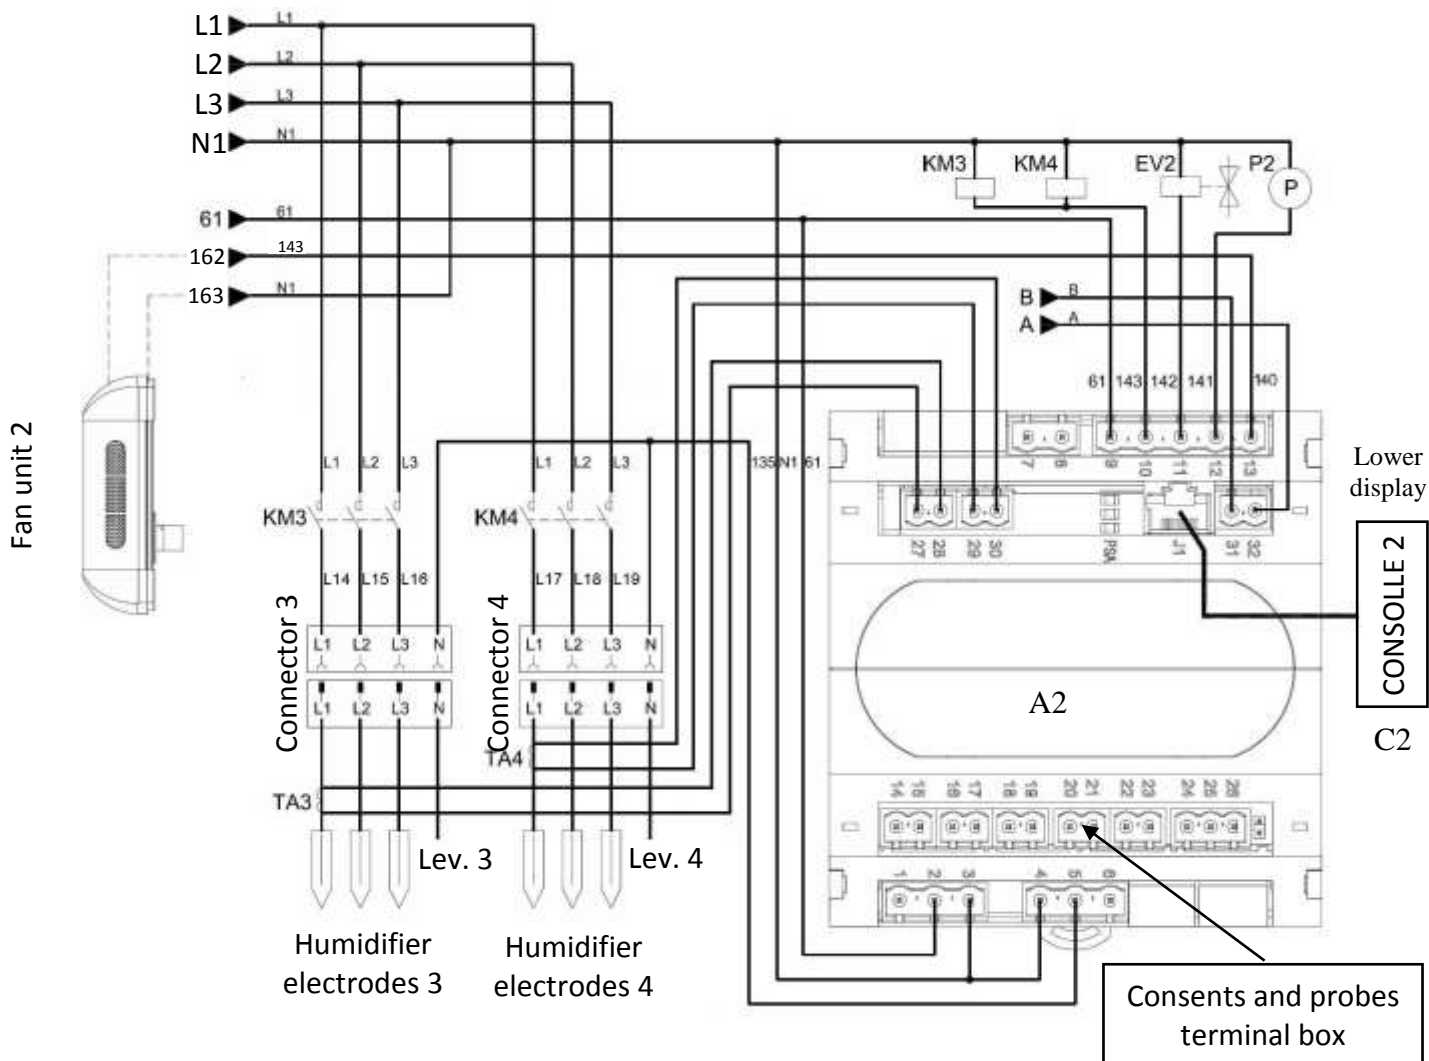 L1 L1
L2 L2
L3 L3
N1 N1
KM3 KM4 EV2 P2
P
61 61
162 143
163 N1
B B
A A
61 143 142 141 140
Fan unit 2
L1 L2 L3
L1 L2 L3
135 N1 61
7 8 9 10 11 12 13
Lower
display
KM3
KM4
27 28 29 30 PSA J1 31 32
CONSOLLE 2
C2
L14 L15 L16
L17 L18 L19
Connector 3
L1 L2 L3 N
L1 L2 L3 N
Connector 4
L1 L2 L3 N
L1 L2 L3 N
A2
TA4
TA3
14 15 16 17 18 19 20 21 22 23 24 25 26
Lev. 3
Lev. 4
1 2 3 4 5 6
Humidifier
electrodes 3
Humidifier
electrodes 4
Consents and probes
terminal box